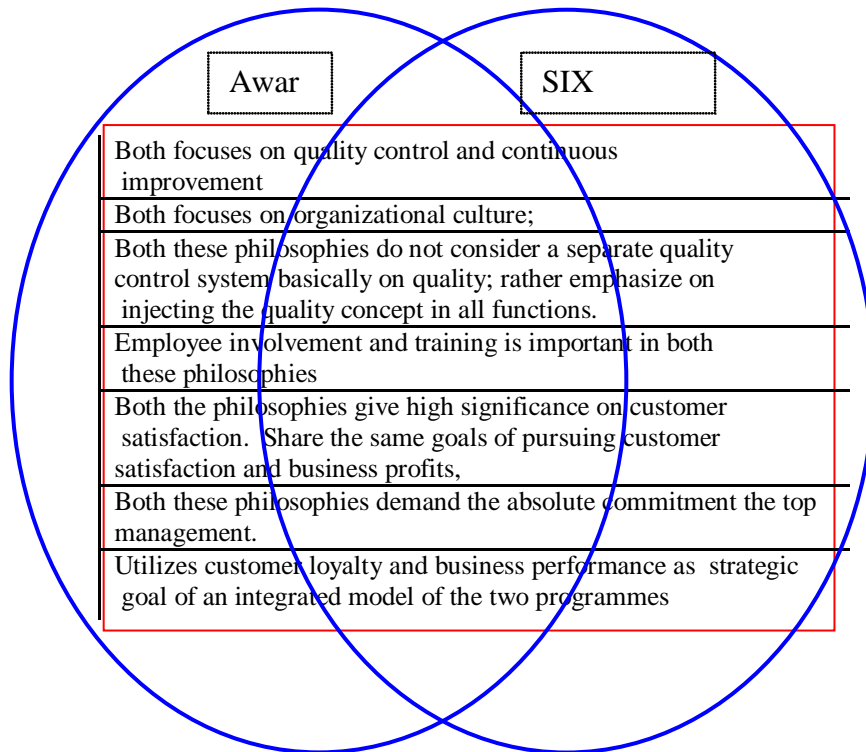 Awar
SIX
Both focuses on quality control and continuous
improvement
Both focuses on organizational culture;
Both these philosophies do not consider a separate quality
control system basically on quality; rather emphasize on
injecting the quality concept in all functions.
Employee involvement and training is important in both
these philosophies
Both the philosophies give high significance on customer
satisfaction. Share the same goals of pursuing customer
satisfaction and business profits,
Both these philosophies demand the absolute commitment the top
management.
Utilizes customer loyalty and business performance as strategic
goal of an integrated model of the two programmes